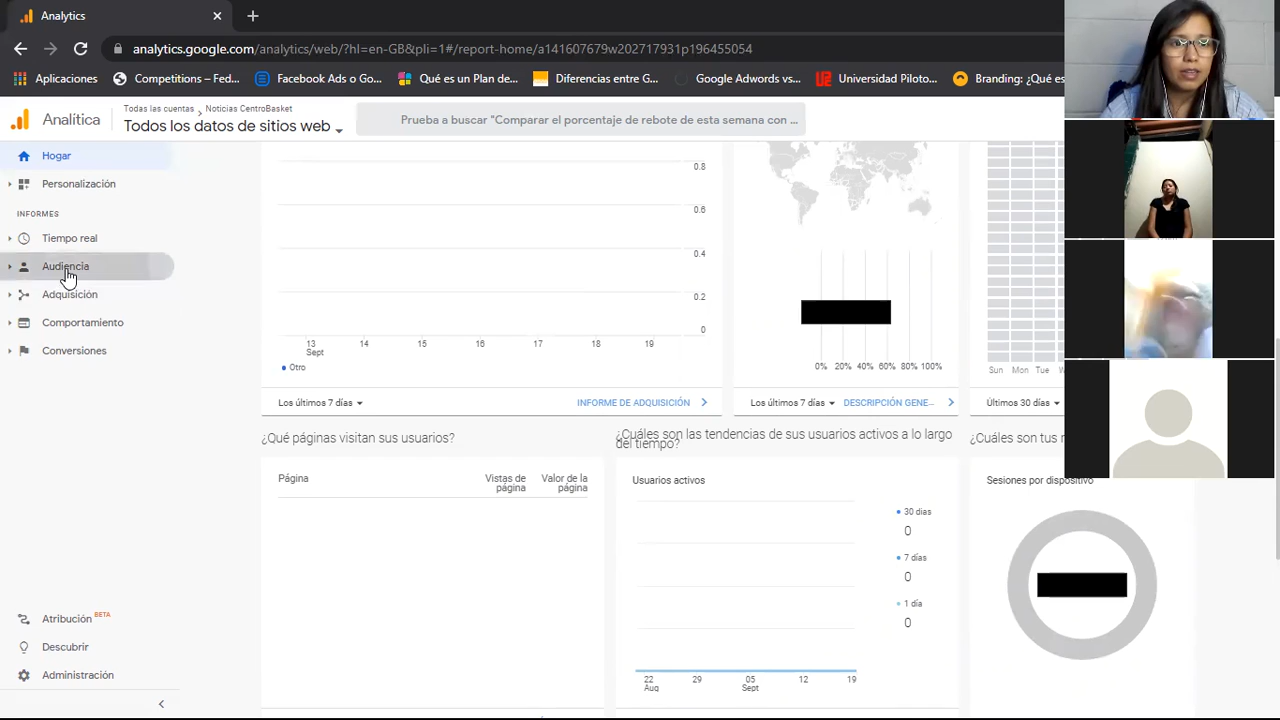 Analytics
analytics.google.com/analytics/web/?hl=en-GB&pli=1#/report-home/a141607679w202717931p196455054
Aplicaciones
Competitions – Fed...
Facebook Ads o Go...
Qué es un Plan de...
Diferencias entre G...
Google Adwords vs...
Universidad Piloto...
Branding: ¿Qué es
Analítica
Todas las cuentas > Noticias CentroBasket
Todos los datos de sitios web
Prueba a buscar "Comparar el porcentaje de rebote de esta semana con ...
Hogar
Personalización
INFORMES
Tiempo real
Audiencia
Adquisición
Comportamiento
Conversiones
Atribución BETA
Descubrir
Administración
0.8
0.6
0.4
0.2
0
13 14 15 16 17 18 19
Sept
Otro
Los últimos 7 días
INFORME DE ADQUISICIÓN
0% 20% 40% 60% 80% 100%
Los últimos 7 días
DESCRIPCIÓN GENE...
Sun Mon Tue
Últimos 30 días
¿Qué páginas visitan sus usuarios?
Página
Vistas de página
Valor de la página
¿Cuáles son las tendencias de sus usuarios activos a lo largo
del tiempo?
Usuarios activos
30 dias
0
7 días
0
1 día
0
22 29 05 12 19
Aug Sept
¿Cuáles son tus
Sesiones por dispositivo